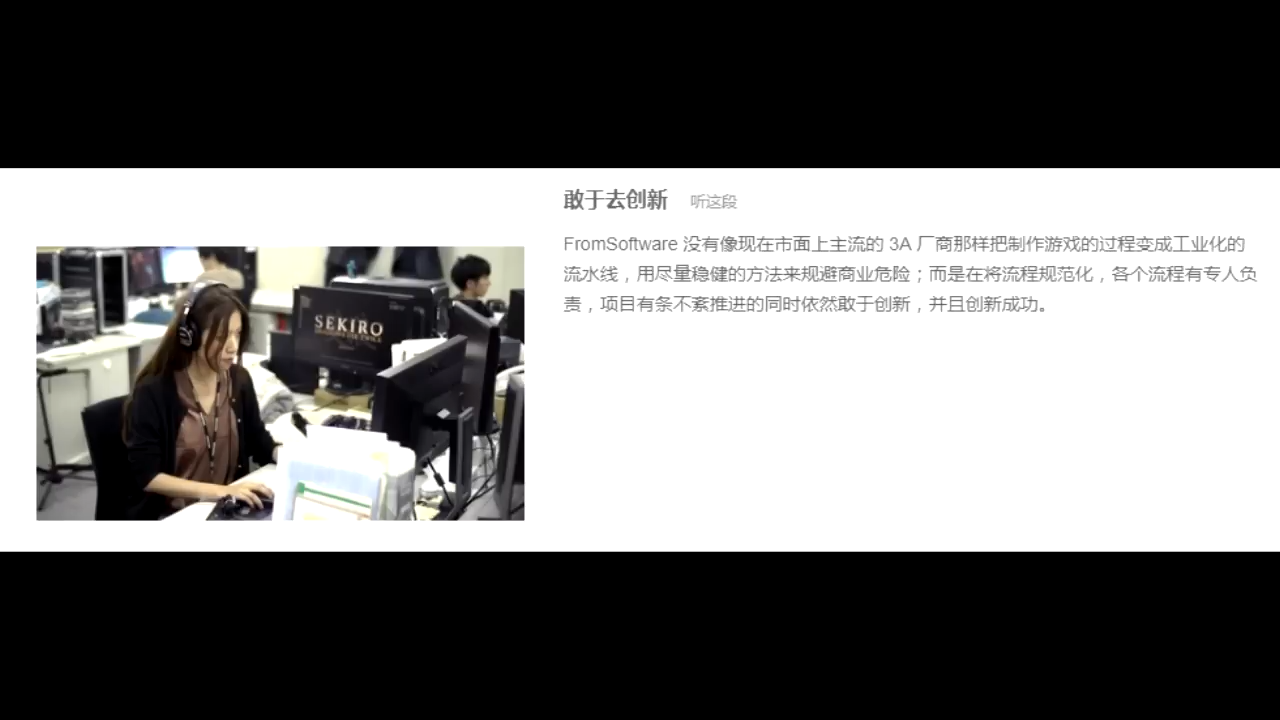 敢于去创新 听这段
FromSoftware 没有像现在市面上主流的 3A 厂商那样把制作游戏的过程变成工业化的
流水线，用尽量稳健的方法来规避商业危险；而是在将流程规范化，各个流程有专人负
责，项目有条不紊推进的同时依然敢于创新，并且创新成功。
SEKIRO